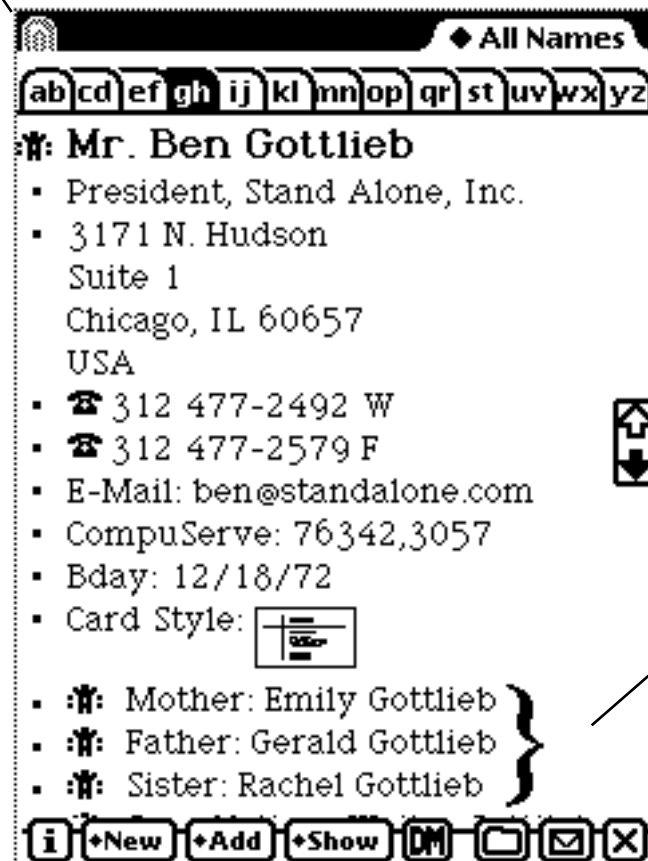 ◆ All Names
ab cd ef gh ij kl mn op qr st uv wx yz
Mr. Ben Gottlieb
▪ President, Stand Alone, Inc.
▪ 3171 N. Hudson
Suite 1
Chicago, IL 60657
USA
▪ ☎ 312 477-2492 W
▪ ☎ 312 477-2579 F
▪ E-Mail: ben@standalone.com
▪ CompuServe: 76342,3057
▪ Bday: 12/18/72
▪ Card Style:
▪ Mother: Emily Gottlieb
▪ Father: Gerald Gottlieb
▪ Sister: Rachel Gottlieb
i ◆New ◆Add ◆Show DM X